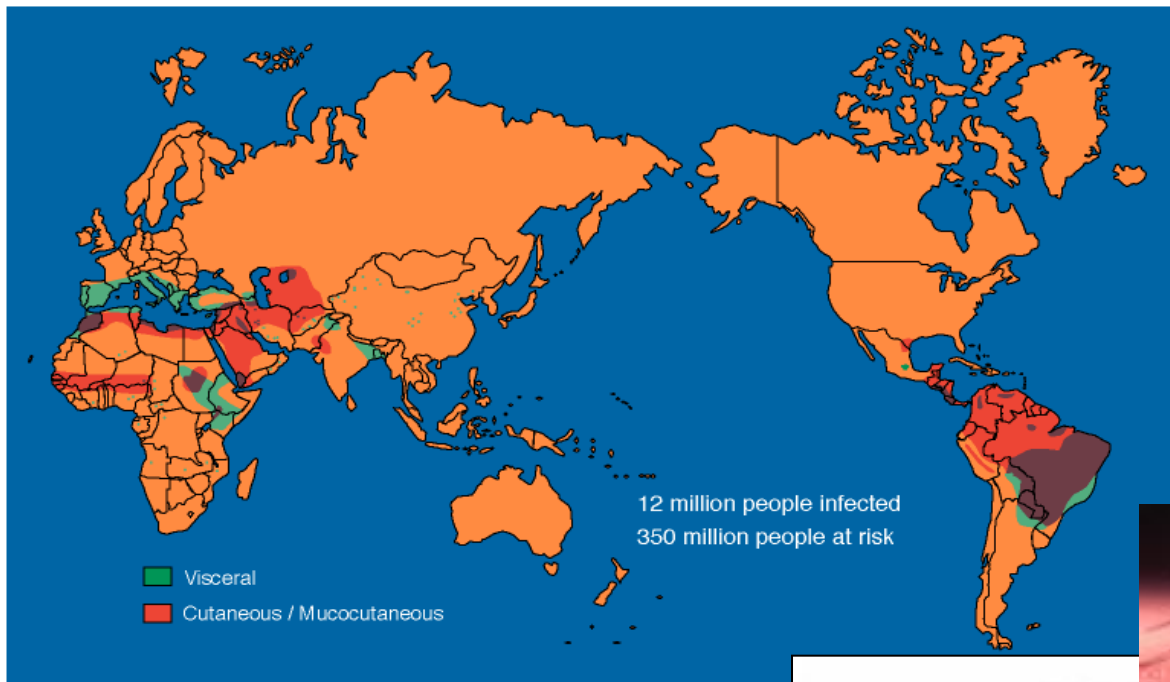 12 million people infected
350 million people at risk
Visceral
Cutaneous / Mucocutaneous